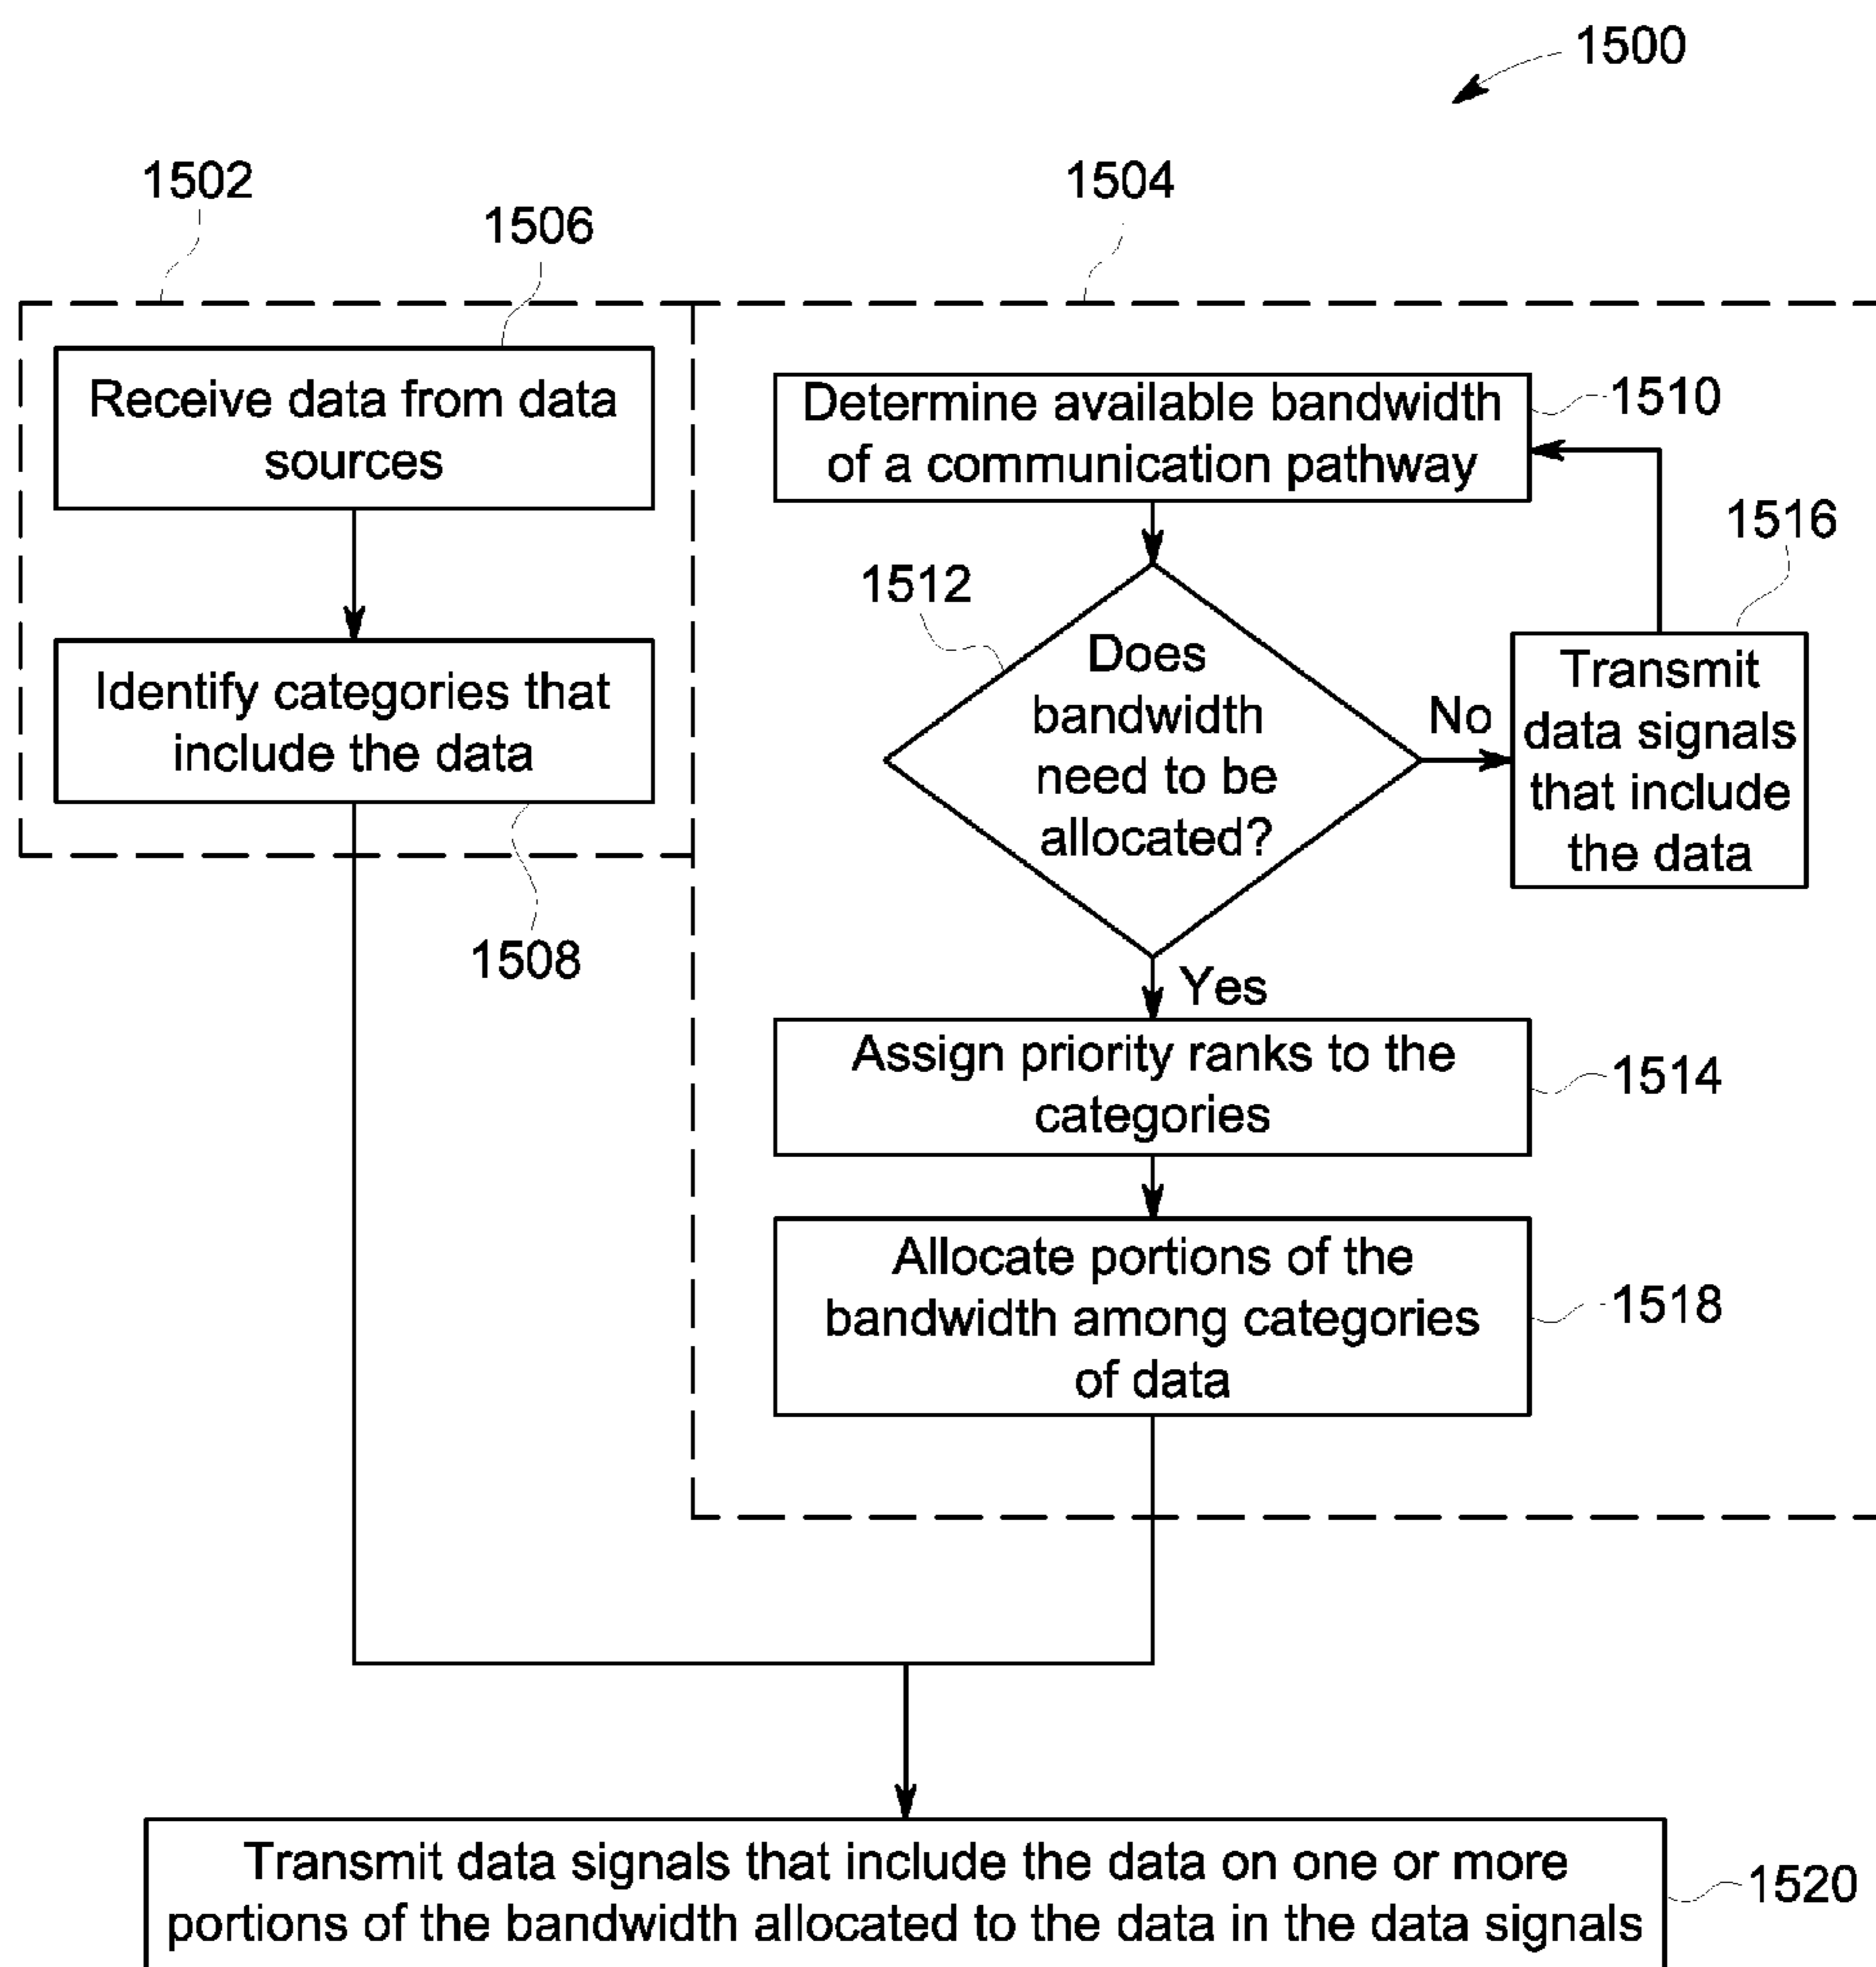 1500
1502
1504
1506
Receive data from data
sources
Identify categories that
include the data
1508
Determine available bandwidth
of a communication pathway
1510
1516
1512
Does
bandwidth
need to be
allocated?
No
Transmit
data signals
that include
the data
Yes
Assign priority ranks to the
categories
1514
Allocate portions of the
bandwidth among categories
of data
1518
Transmit data signals that include the data on one or more
portions of the bandwidth allocated to the data in the data signals
1520